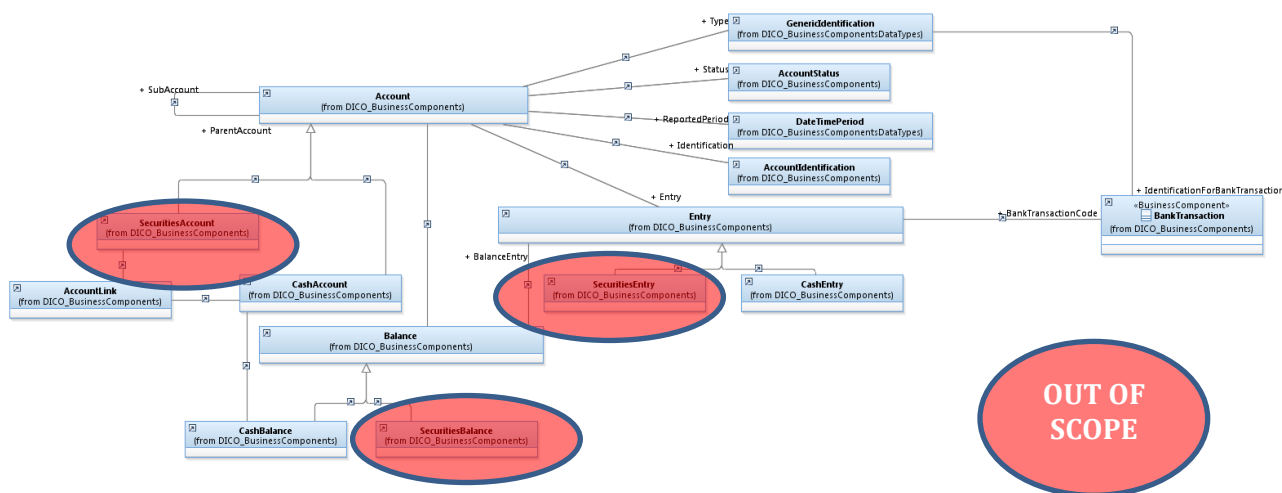 + Type
GenericIdentification
(from DICO_BusinessComponentsDataTypes)
+ Status
AccountStatus
(from DICO_BusinessComponents)
+ SubAccount
Account
(from DICO_BusinessComponents)
+ ReportedPeriod
DateTimePeriod
(from DICO_BusinessComponentsDataTypes)
+ ParentAccount
+ Identification
AccountIdentification
(from DICO_BusinessComponents)
+ Entry
+ IdentificationForBankTransaction
«BusinessComponent»
BankTransaction
(from DICO_BusinessComponents)
+ BankTransactionCode
Entry
(from DICO_BusinessComponents)
SecuritiesAccount
(from DICO_BusinessComponents)
+ BalanceEntry
AccountLink
(from DICO_BusinessComponents)
CashAccount
(from DICO_BusinessComponents)
SecuritiesEntry
(from DICO_BusinessComponents)
CashEntry
(from DICO_BusinessComponents)
Balance
(from DICO_BusinessComponents)
CashBalance
(from DICO_BusinessComponents)
SecuritiesBalance
(from DICO_BusinessComponents)
OUT OF
SCOPE